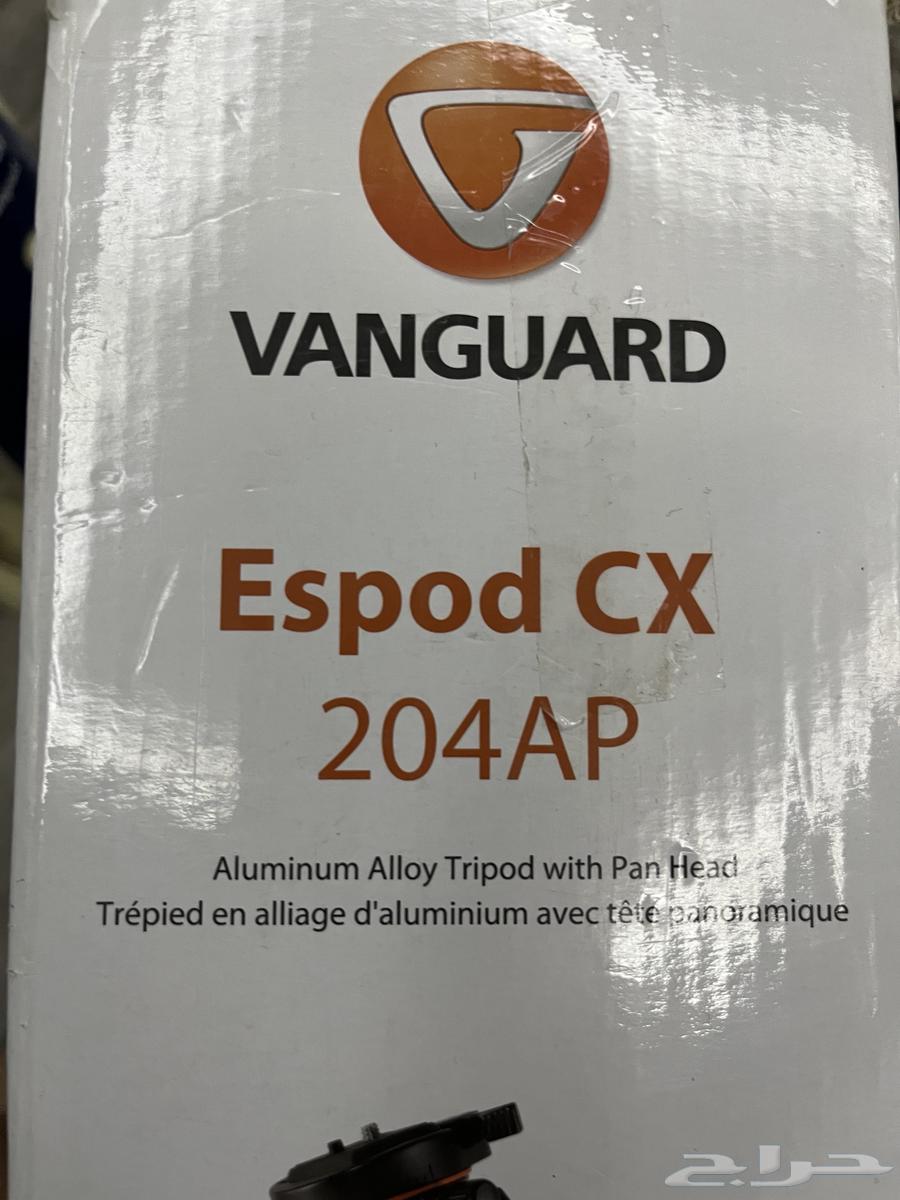 VANGUARD
Espod CX
204AP
Aluminum Alloy Tripod with Pan Head
Trépied en alliage d'aluminium avec tête panoramique
حراج